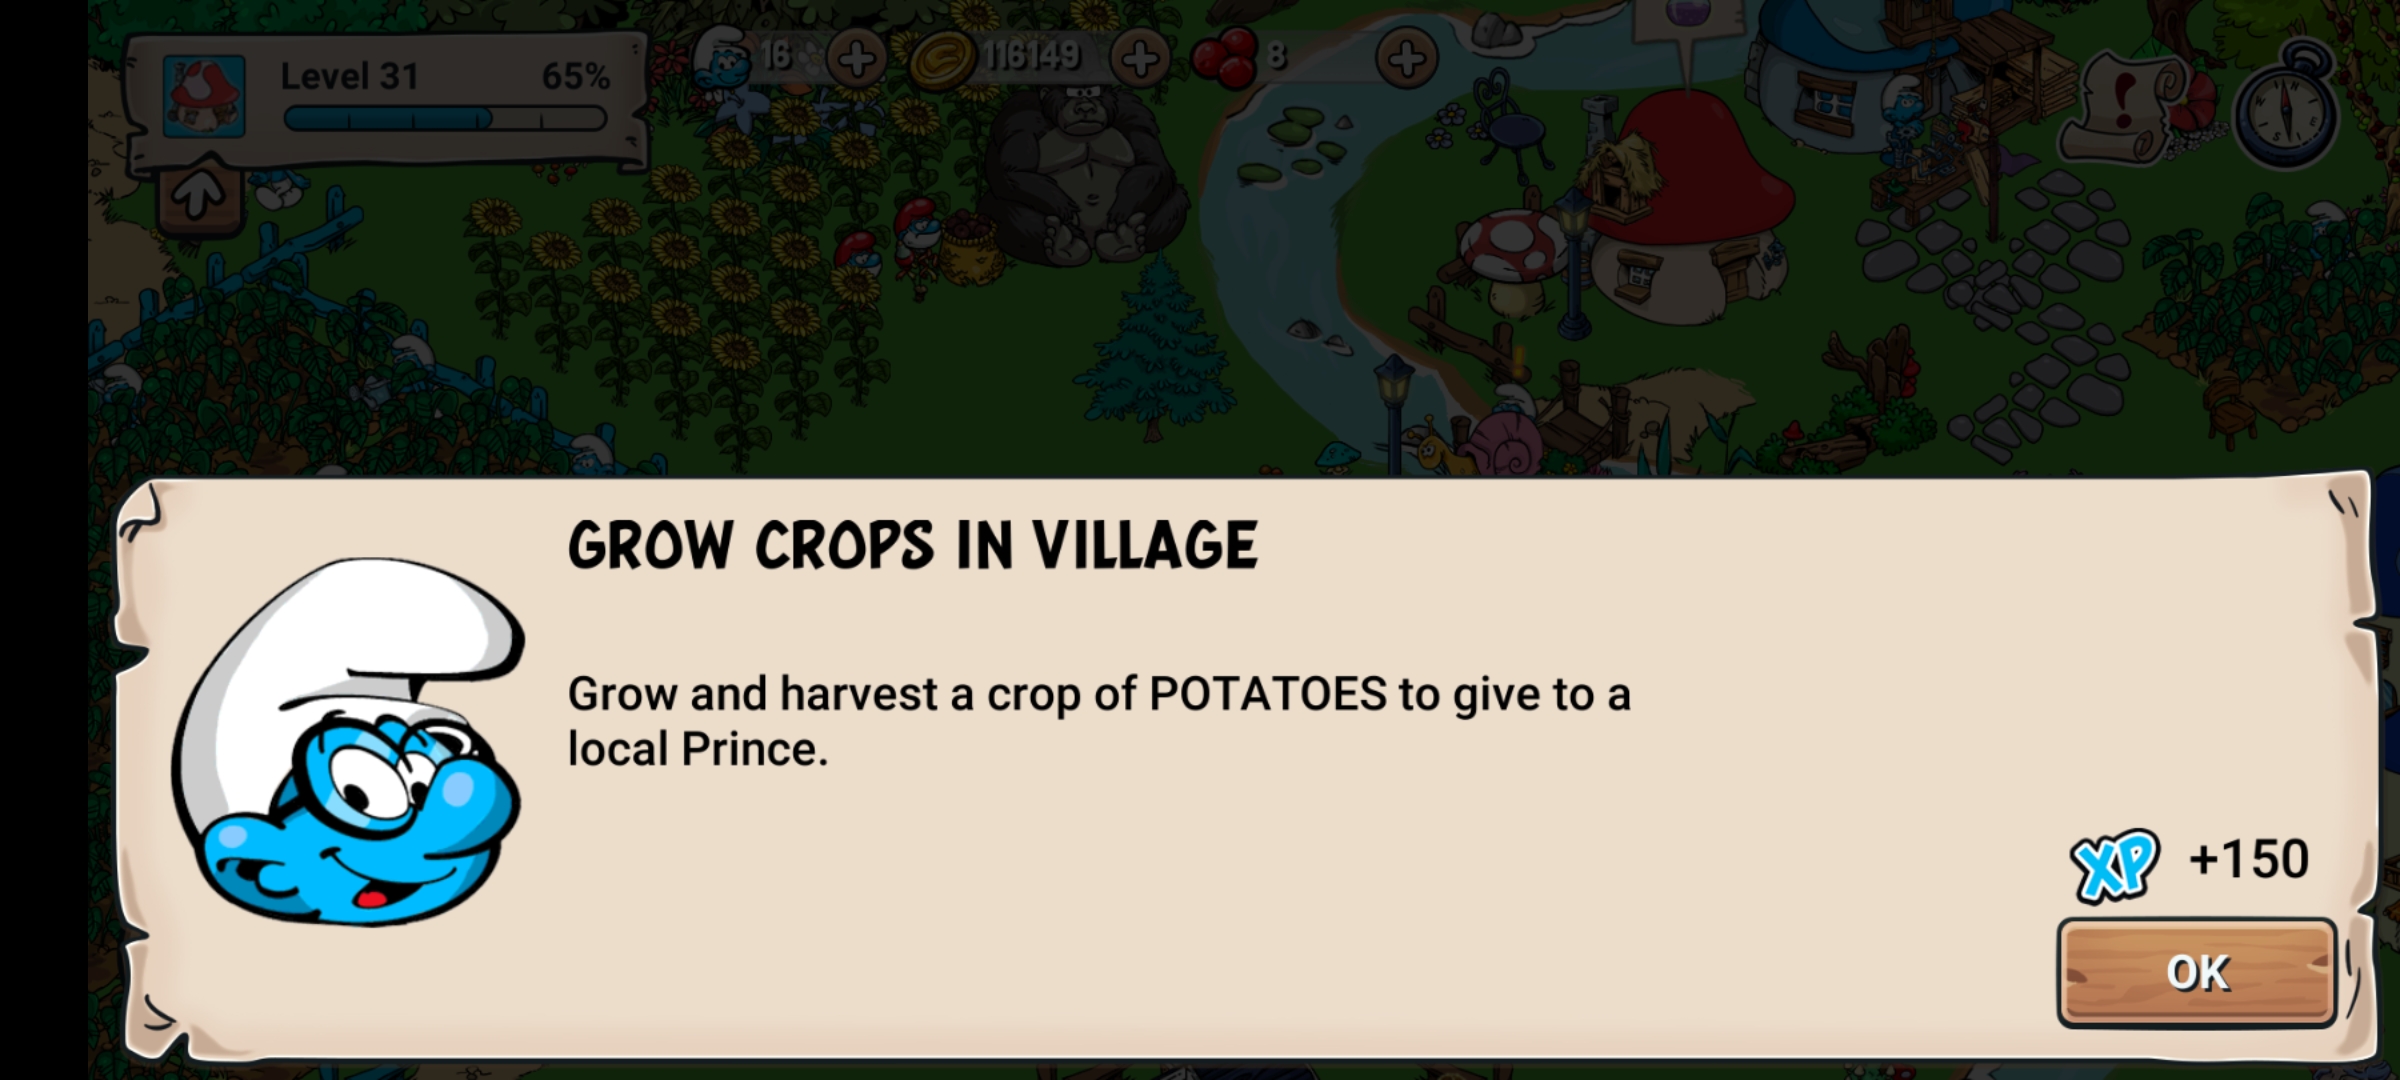 Level 31 65%
16
116149
8
GROW CROPS IN VILLAGE
Grow and harvest a crop of POTATOES to give to a
local Prince.
XP +150
OK